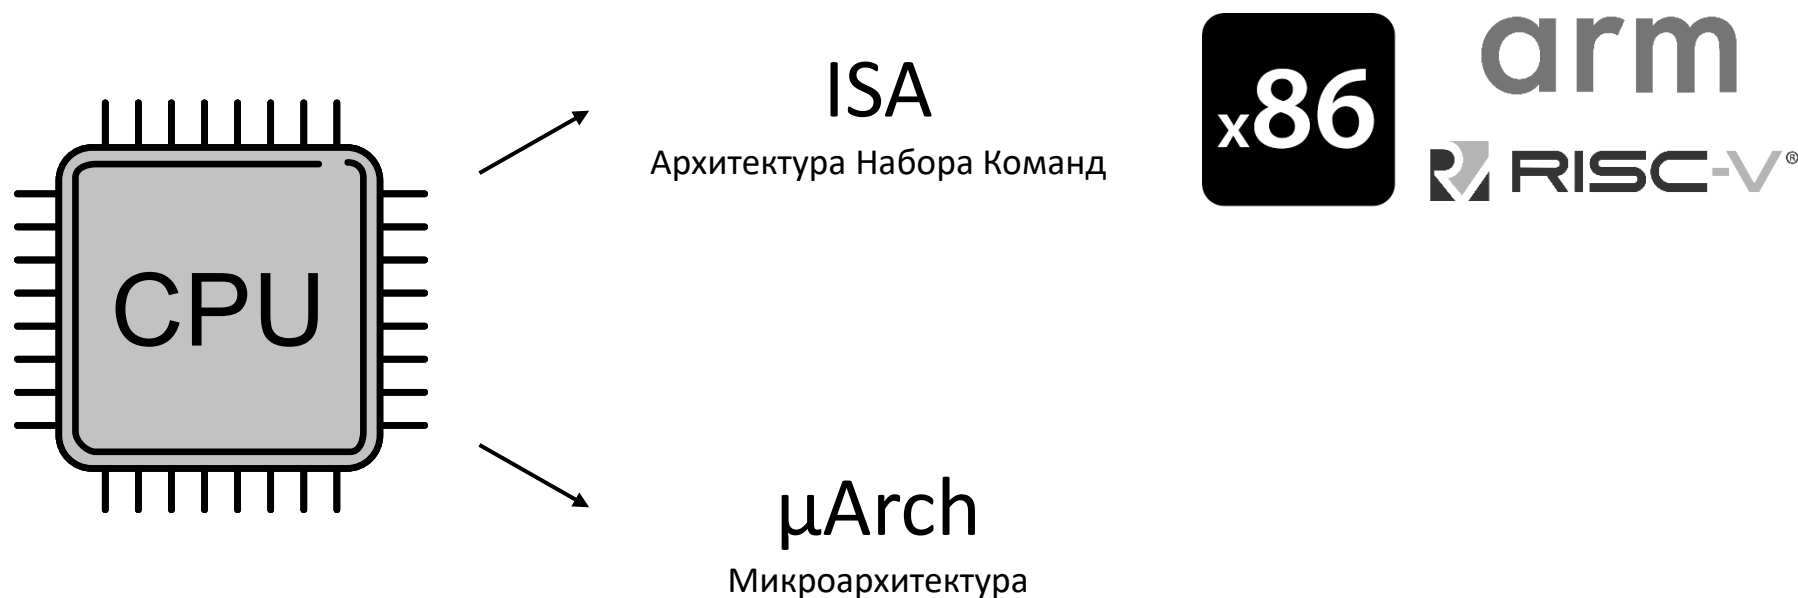 CPU
ISA
Архитектура Набора Команд
x86
arm
RISC-V®
µArch
Микроархитектура